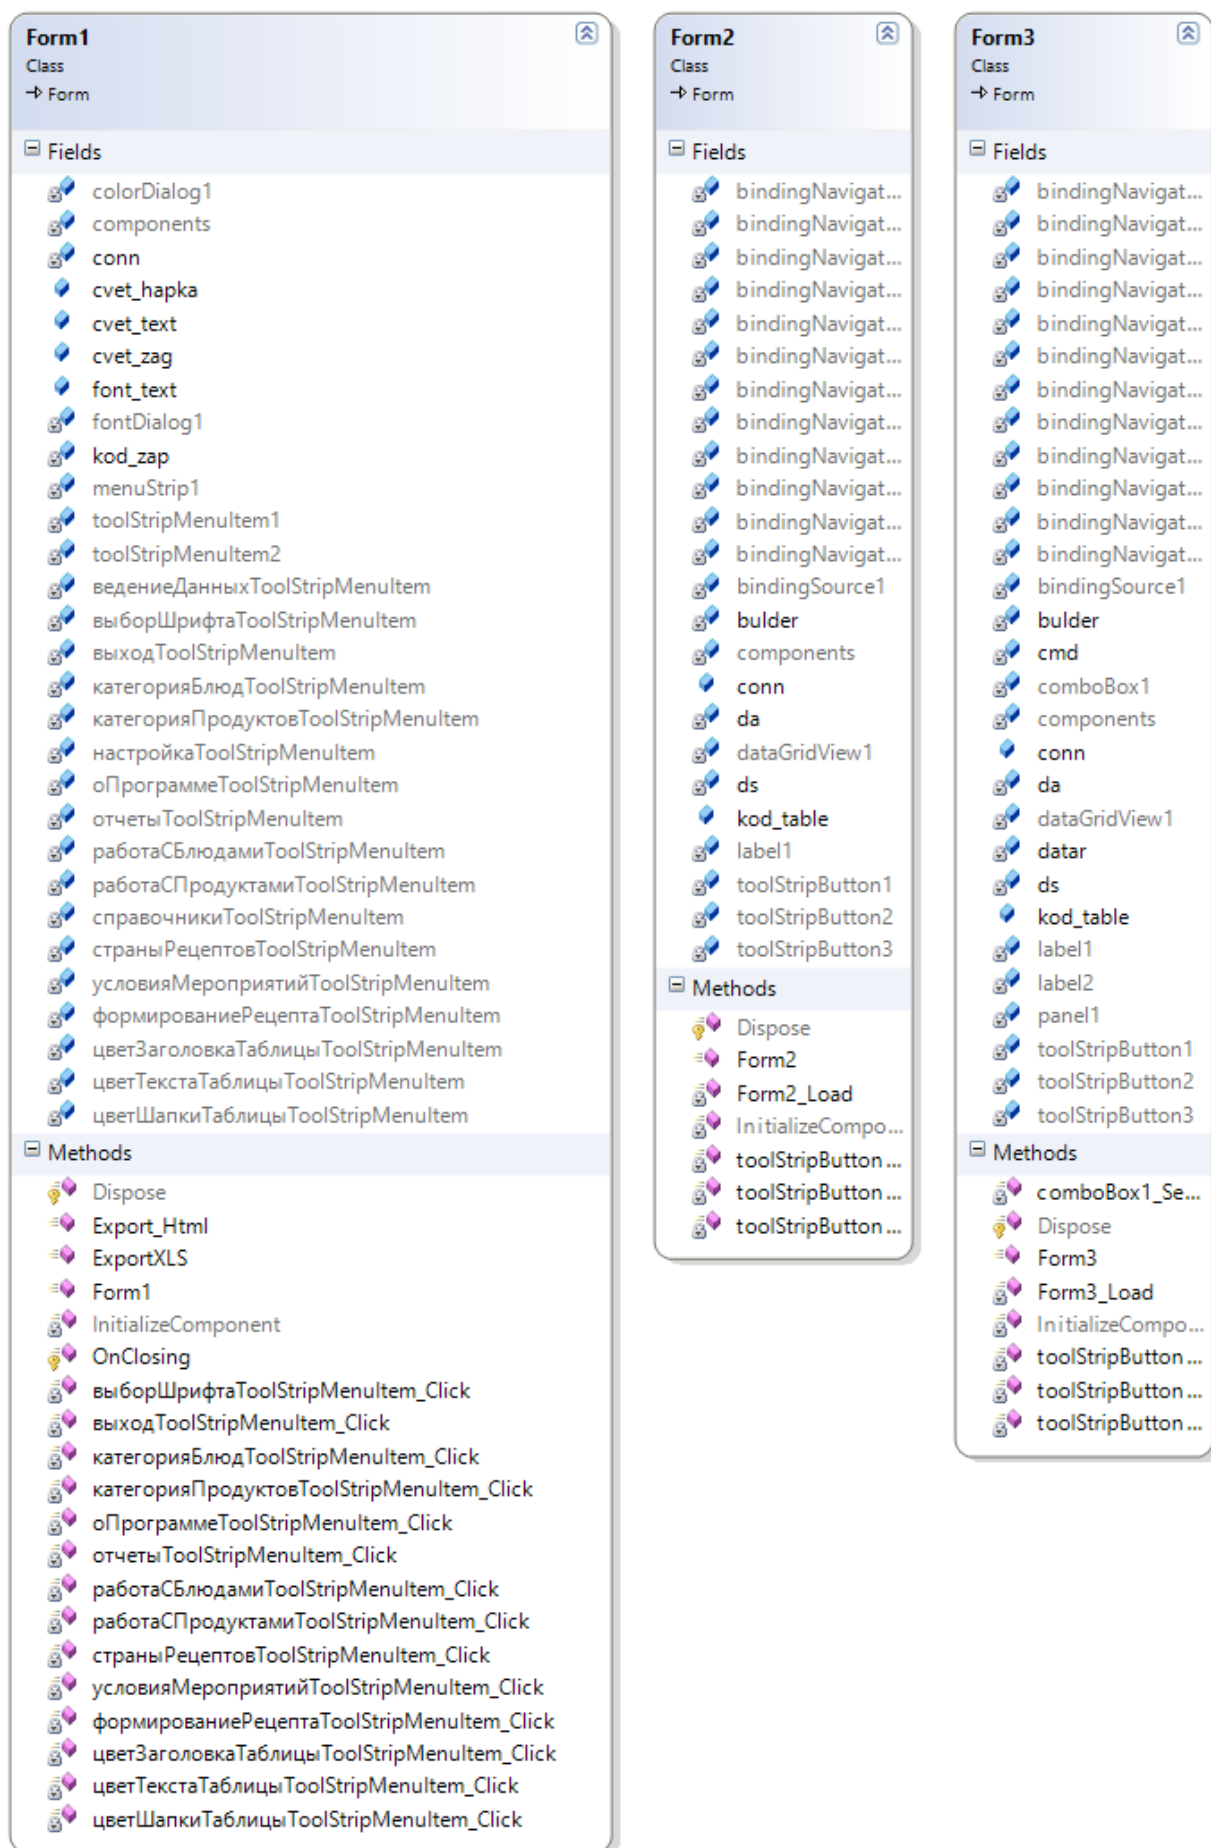 Form1
Class
Form
Fields
colorDialog1
components
conn
cvet_hapka
cvet_text
cvet_zag
font_text
fontDialog1
kod_zap
menuStrip1
toolStripMenuItem1
toolStripMenuItem2
ведениеДанныхToolStripMenuItem
выборШрифтаToolStripMenuItem
выходToolStripMenuItem
категорияБлюдToolStripMenuItem
категорияПродуктовToolStripMenuItem
настройкаToolStripMenuItem
оПрограммеToolStripMenuItem
отчетыToolStripMenuItem
работаСБлюдамиToolStripMenuItem
работаСПродуктамиToolStripMenuItem
справочникиToolStripMenuItem
страныРецептовToolStripMenuItem
условияМероприятийToolStripMenuItem
формированиеРецептаToolStripMenuItem
цветЗаголовкаТаблицыToolStripMenuItem
цветТекстаТаблицыToolStripMenuItem
цветШапкиТаблицыToolStripMenuItem
Methods
Dispose
Export_Html
ExportXLS
Form1
InitializeComponent
OnClosing
выборШрифтаToolStripMenuItem_Click
выходToolStripMenuItem_Click
категорияБлюдToolStripMenuItem_Click
категорияПродуктовToolStripMenuItem_Click
оПрограммеToolStripMenuItem_Click
отчетыToolStripMenuItem_Click
работаСБлюдамиToolStripMenuItem_Click
работаСПродуктамиToolStripMenuItem_Click
страныРецептовToolStripMenuItem_Click
условияМероприятийToolStripMenuItem_Click
формированиеРецептаToolStripMenuItem_Click
цветЗаголовкаТаблицыToolStripMenuItem_Click
цветТекстаТаблицыToolStripMenuItem_Click
цветШапкиТаблицыToolStripMenuItem_Click
Form2
Class
Form
Fields
bindingNavigat...
bindingNavigat...
bindingNavigat...
bindingNavigat...
bindingNavigat...
bindingNavigat...
bindingNavigat...
bindingNavigat...
bindingNavigat...
bindingNavigat...
bindingNavigat...
bindingNavigat...
bindingSource1
bulder
components
conn
da
dataGridView1
ds
kod_table
label1
toolStripButton1
toolStripButton2
toolStripButton3
Methods
Dispose
Form2
Form2_Load
InitializeCompo...
toolStripButton...
toolStripButton...
toolStripButton...
Form3
Class
Form
Fields
bindingNavigat...
bindingNavigat...
bindingNavigat...
bindingNavigat...
bindingNavigat...
bindingNavigat...
bindingNavigat...
bindingNavigat...
bindingNavigat...
bindingNavigat...
bindingNavigat...
bindingNavigat...
bindingSource1
bulder
cmd
comboBox1
components
conn
da
dataGridView1
datar
ds
kod_table
label1
label2
panel1
toolStripButton1
toolStripButton2
toolStripButton3
Methods
comboBox1_Se...
Dispose
Form3
Form3_Load
InitializeCompo...
toolStripButton...
toolStripButton...
toolStripButton...